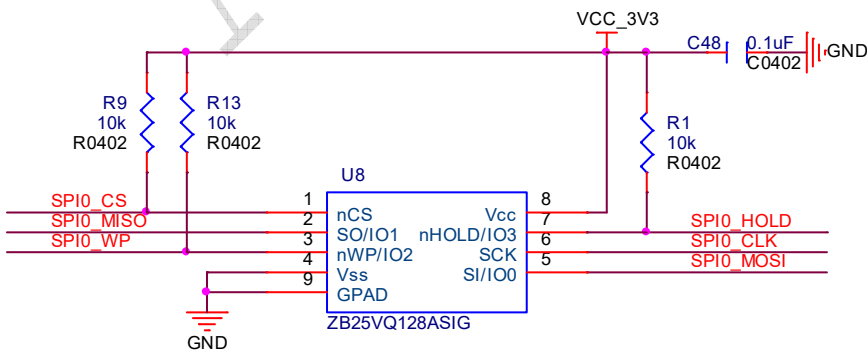 VCC_3V3
C48 0.1uF
C0402
GND
R9
10k
R0402
R13
10k
R0402
R1
10k
R0402
U8
SPI0_CS
SPI0_MISO
SPI0_WP
1
2
3
4
9
nCS
SO/IO1
nWP/IO2
Vss
GPAD
Vcc
nHOLD/IO3
SCK
SI/IO0
8
7
6
5
SPI0_HOLD
SPI0_CLK
SPI0_MOSI
ZB25VQ128ASIG
GND